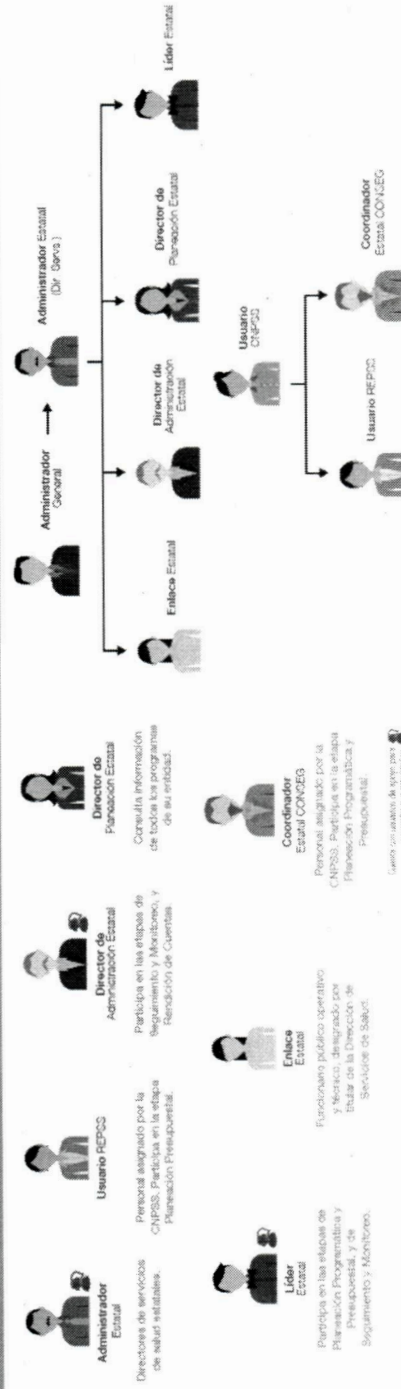 Administrador
Estatal
Directores de servicios
de salud estatales.
Usuario REPSS
Personal asignado por la
CNPSS. Participa en la etapa
Planeación Presupuestal.
Director de
Administración Estatal
Participa en las etapas de
Seguimiento y Monitoreo, y
Rendición de Cuentas.
Director de
Planeación Estatal
Consulta información
de todos los programas
de su entidad.
Líder
Estatal
Participa en las etapas de
Planeación Programática y
Presupuestal, y de
Seguimiento y Monitoreo.
Enlace
Estatal
Funcionario público operativo
y técnico, designado por
titular de la Dirección de
Servicios de Salud.
Coordinador
Estatal CONSEG
Personal asignado por la
CNPSS. Participa en la etapa
Planeación Programática y
Presupuestal.
Cuenta con usuarios de apoyo para
Administrador
General
Administrador Estatal
(Dir. Servs.)
Enlace Estatal
Director de
Administración
Estatal
Director de
Planeación Estatal
Líder Estatal
Usuario
CNPSS
Usuario REPSS
Coordinador
Estatal CONSEG